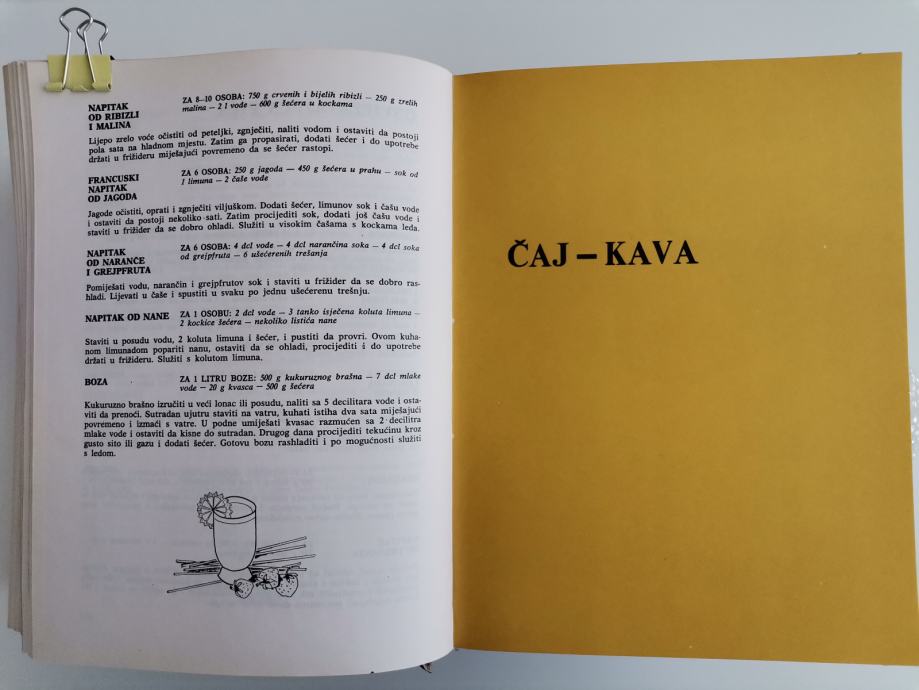 NAPITAK
OD RIBIZLI
I MALINA
ZA 8–10 OSOBA: 750 g crvenih i bijelih ribizli — 250 g zrelih
malina — 2 l vode — 600 g šećera u kockama
Lijepo zrelo voće očistiti od peteljki, zgnječiti, naliti vodom i ostaviti da postoji
pola sata na hladnom mjestu. Zatim ga propasirati, dodati šećer i do upotrebe
držati u frižideru miješajući povremeno da se šećer rastopi.
FRANCUSKI
NAPITAK
OD JAGODA
ZA 6 OSOBA: 250 g jagoda — 450 g šećera u prahu — sok od
1 limuna — 2 čaše vode
Jagode očistiti, oprati i zgnječiti viljuškom. Dodati šećer, limunov sok i čašu vode
i ostaviti da postoji nekoliko sati. Zatim procijediti sok, dodati još čašu vode i
staviti u frižider da se dobro ohladi. Služiti u visokim čašama s kockama leda.
NAPITAK
OD NARANČE
I GREJPFRUTA
ZA 6 OSOBA: 4 dcl vode — 4 dcl narančina soka — 4 dcl soka
od grejpfruta — 6 ušećerenih trešanja
Pomiješati vodu, narančin i grejpfrutov sok i staviti u frižider da se dobro ras-
hladi. Lijevati u čaše i spustiti u svaku po jednu ušećerenu trešnju.
NAPITAK OD NANE
ZA 1 OSOBU: 2 dcl vode — 3 tanko isječena koluta limuna —
2 kockice šećera — nekoliko listića nane
Staviti u posudu vodu, 2 koluta limuna i šećer, i pustiti da provri. Ovom kuha-
nom limunadom popariti nanu, ostaviti da se ohladi, procijediti i do upotrebe
držati u frižideru. Služiti s kolutom limuna.
BOZA
ZA 1 LITRU BOZE: 500 g kukuruznog brašna — 7 dcl mlake
vode — 20 g kvasca — 500 g šećera
Kukuruzno brašno izručiti u veći lonac ili posudu, naliti sa 5 decilitara vode i osta-
viti da prenoći. Sutradan ujutru staviti na vatru, kuhati istiha dva sata miješajući
povremeno i izmaći s vatre. U podne umiješati kvasac razmućen sa 2 decilitra
mlake vode i ostaviti da kisne do sutradan. Drugog dana procijediti tekućinu kroz
gusto sito ili gazu i dodati šećer. Gotovu bozu rashladiti i po mogućnosti služiti
s ledom.
ČAJ – KAVA